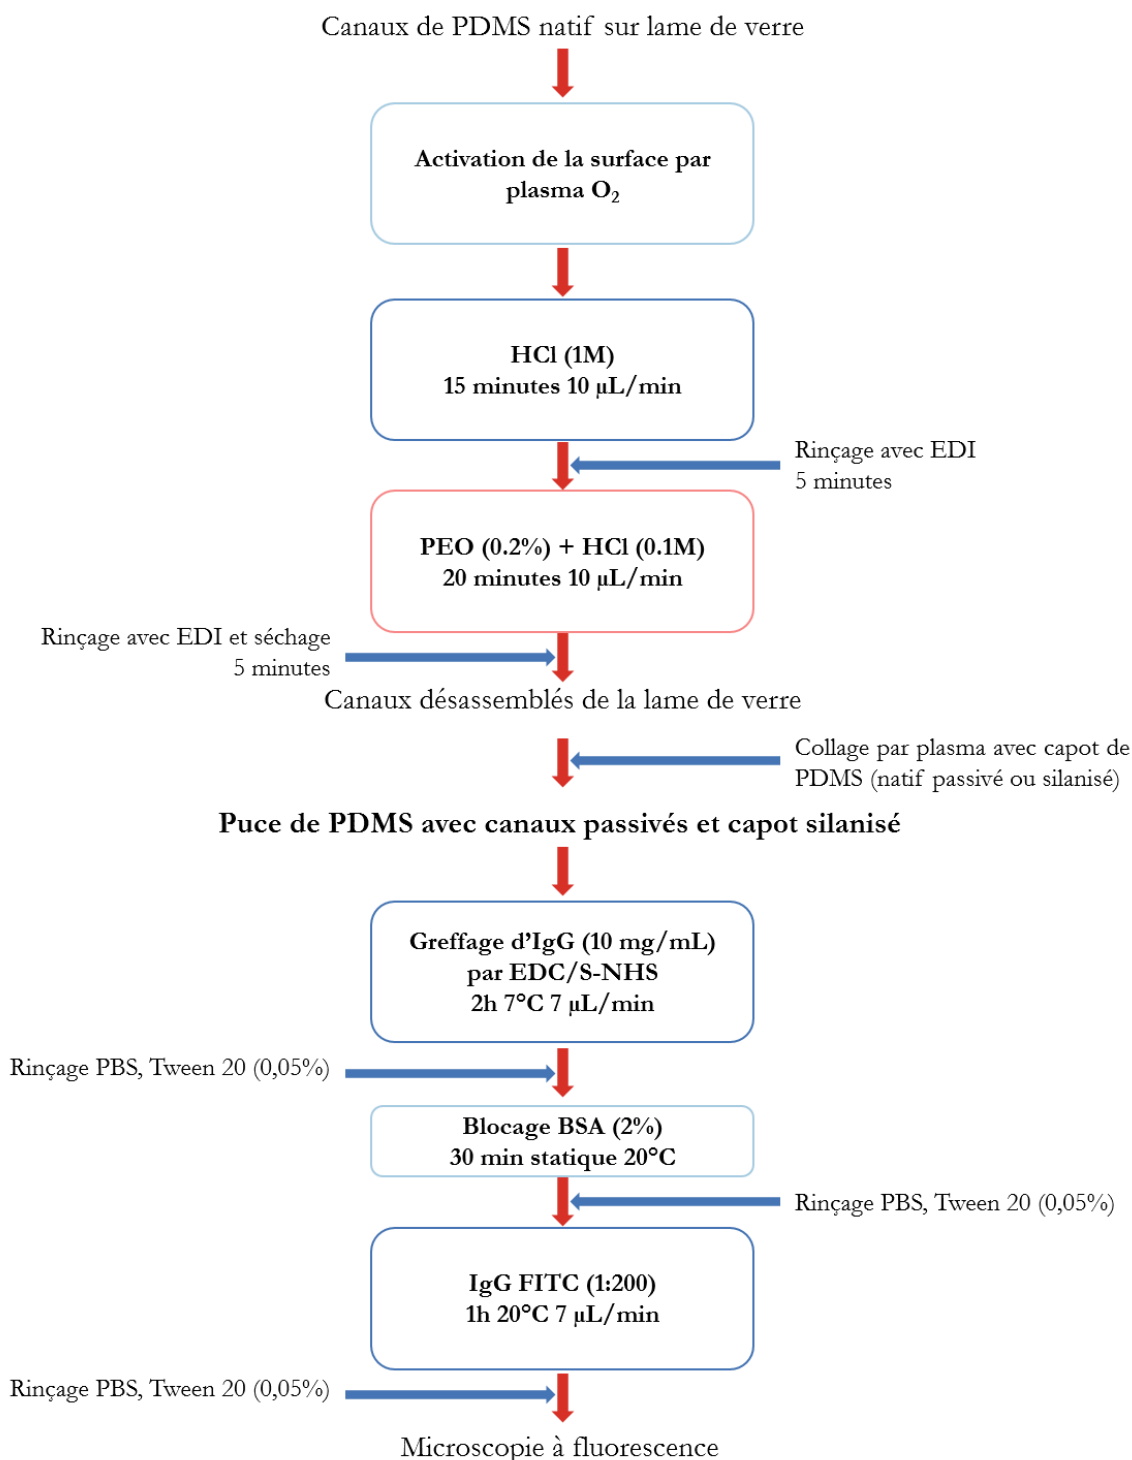 Canaux de PDMS natif sur lame de verre
Activation de la surface par
plasma O₂
HCl (1M)
15 minutes 10 µL/min
Rinçage avec EDI
5 minutes
PEO (0.2%) + HCl (0.1M)
20 minutes 10 µL/min
Rinçage avec EDI et séchage
5 minutes
Canaux désassemblés de la lame de verre
Collage par plasma avec capot de
PDMS (natif passivé ou silanisé)
Puce de PDMS avec canaux passivés et capot silanisé
Greffage d’IgG (10 mg/mL)
par EDC/S-NHS
2h 7°C 7 µL/min
Rinçage PBS, Tween 20 (0,05%)
Blocage BSA (2%)
30 min statique 20°C
Rinçage PBS, Tween 20 (0,05%)
IgG FITC (1:200)
1h 20°C 7 µL/min
Rinçage PBS, Tween 20 (0,05%)
Microscopie à fluorescence